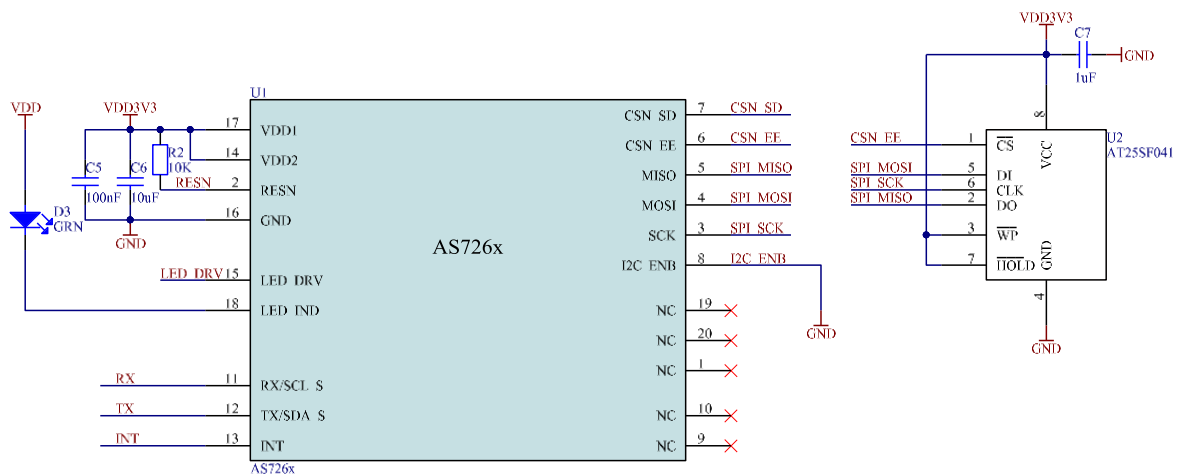 VDD
VDD3V3
U1
17
VDD1
14
VDD2
R2
10K
C5
100nF
C6
10uF
RESN
2
RESN
16
GND
GND
D3
GRN
LED_DRV
15
LED_DRV
18
LED_IND
RX
11
RX/SCL_S
TX
12
TX/SDA_S
INT
13
INT
AS726x
AS726x
CSN_SD
7
CSN_SD
CSN_EE
6
CSN_EE
MISO
5
SPI_MISO
MOSI
4
SPI_MOSI
SCK
3
SPI_SCK
I2C_ENB
8
I2C_ENB
NC
19
NC
20
NC
1
NC
10
NC
9
GND
VDD3V3
C7
1uF
GND
8
U2
AT25SF041
CSN_EE
1
CS
VCC
SPI_MOSI
5
DI
SPI_SCK
6
CLK
SPI_MISO
2
DO
3
WP
7
HOLD
GND
4
GND